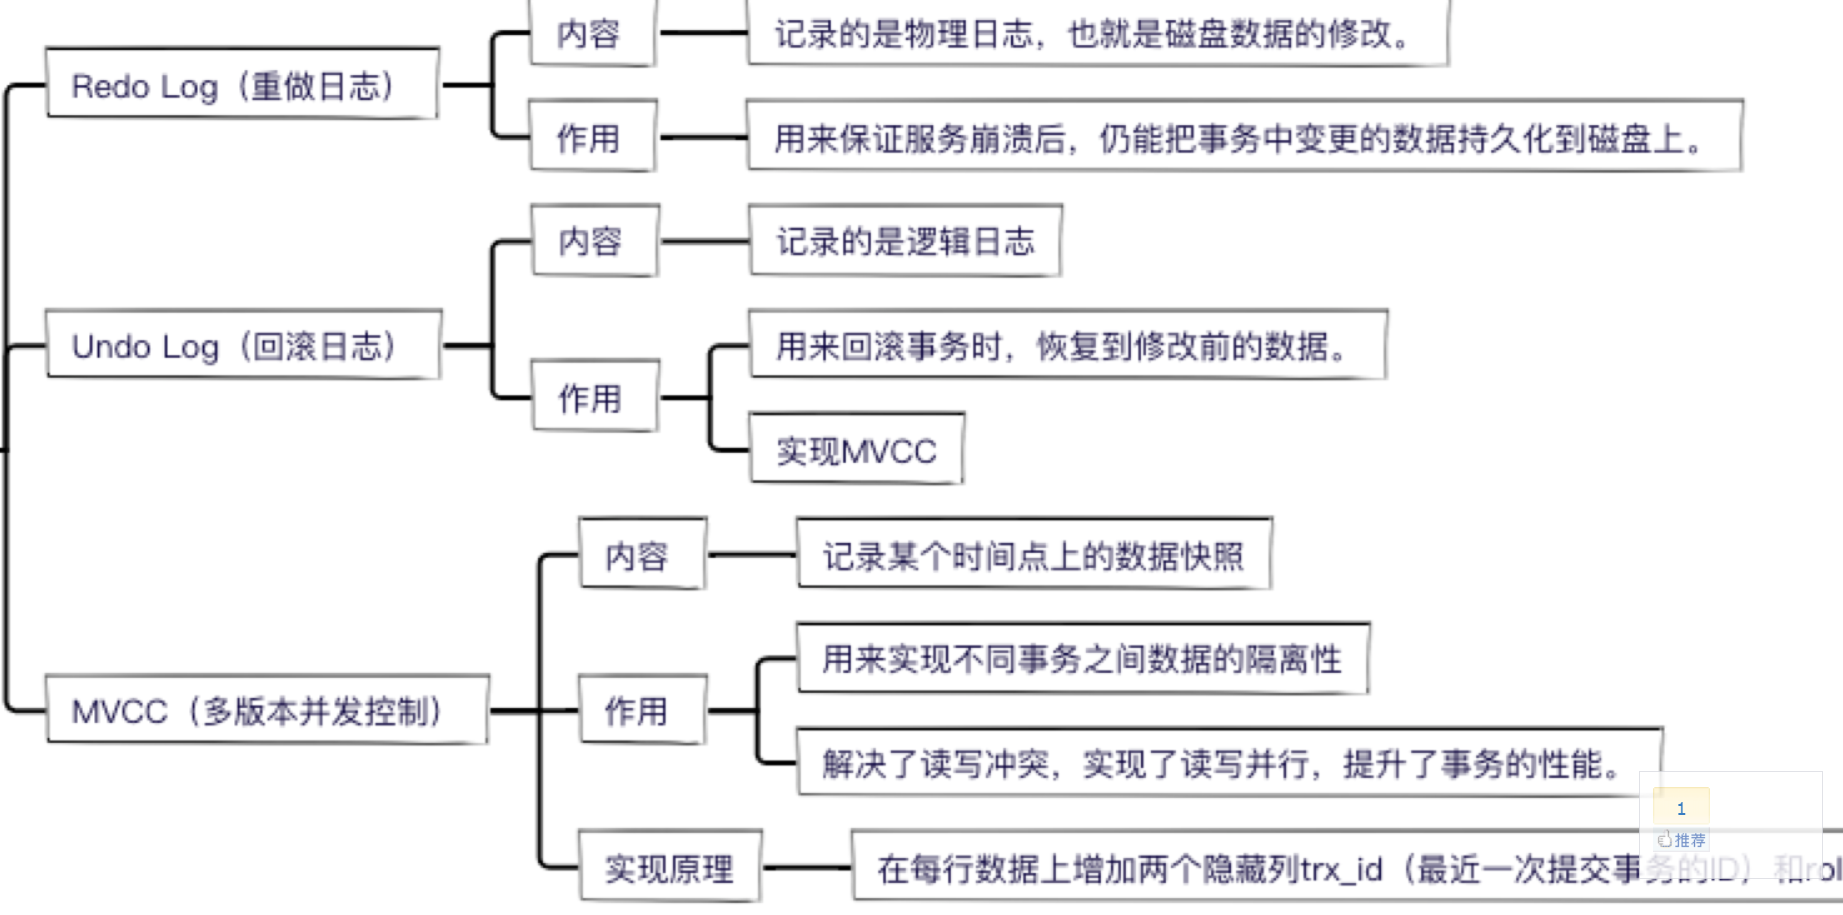 Redo Log（重做日志）
内容
记录的是物理日志，也就是磁盘数据的修改。
作用
用来保证服务崩溃后，仍能把事务中变更的数据持久化到磁盘上。
Undo Log（回滚日志）
内容
记录的是逻辑日志
作用
用来回滚事务时，恢复到修改前的数据。
实现MVCC
MVCC（多版本并发控制）
内容
记录某个时间点上的数据快照
作用
用来实现不同事务之间数据的隔离性
解决了读写冲突，实现了读写并行，提升了事务的性能。
实现原理
在每行数据上增加两个隐藏列trx_id（最近一次提交事务的ID）和rol
1
推荐